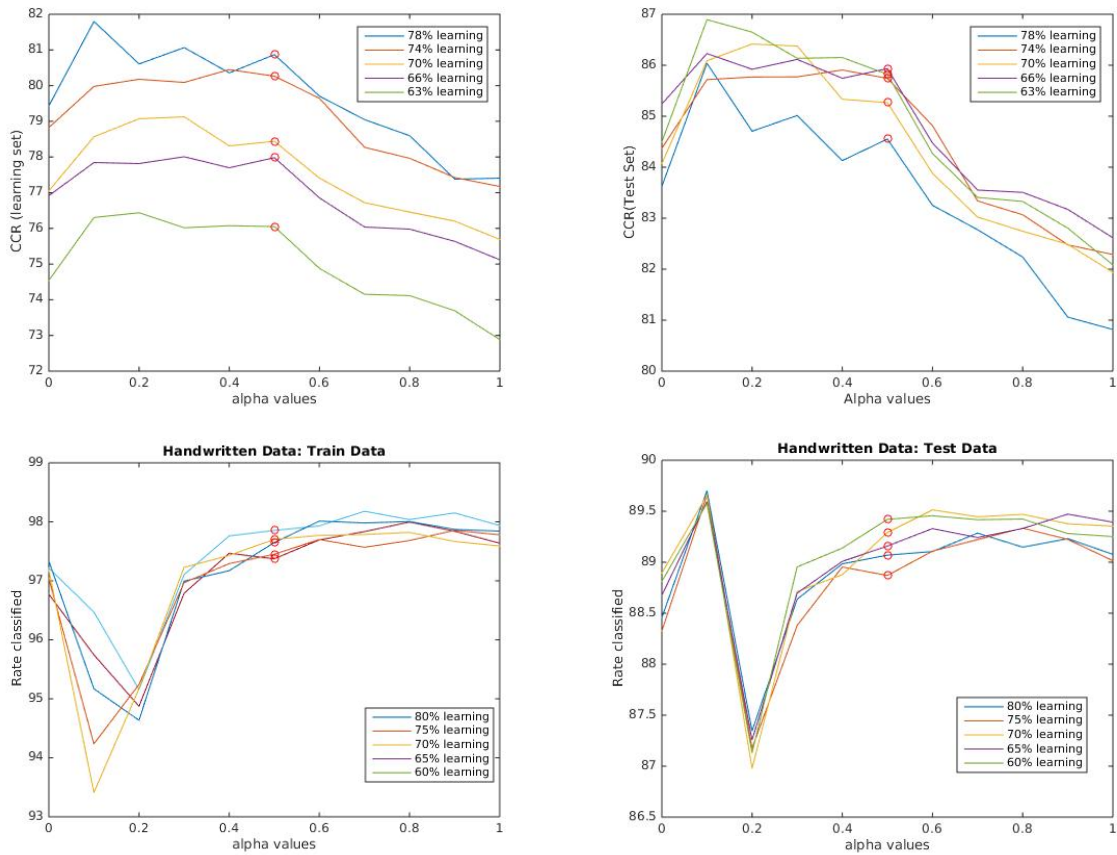 82
81
80
79
78
77
76
75
74
73
72
CCR (learning set)
0 0.2 0.4 0.6 0.8 1
alpha values
78% learning
74% learning
70% learning
66% learning
63% learning
87
86
85
84
83
82
81
80
CCR(Test Set)
0 0.2 0.4 0.6 0.8 1
Alpha values
78% learning
74% learning
70% learning
66% learning
63% learning
Handwritten Data: Train Data
99
98
97
96
95
94
93
Rate classified
0 0.2 0.4 0.6 0.8 1
alpha values
80% learning
75% learning
70% learning
65% learning
60% learning
Handwritten Data: Test Data
90
89.5
89
88.5
88
87.5
87
86.5
Rate classified
0 0.2 0.4 0.6 0.8 1
alpha values
80% learning
75% learning
70% learning
65% learning
60% learning